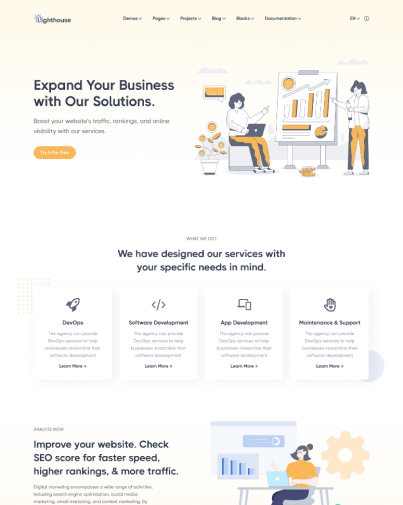 Lighthouse
Demos Pages Projects Blog Blocks Documentation EN
Expand Your Business
with Our Solutions.
Boost your website's traffic, rankings, and online
visibility with our services.
Try it for Free
WHAT WE DO?
We have designed our services with
your specific needs in mind.
DevOps
The agency can provide
DevOps services to help
businesses streamline their
software development
Learn More
Software Development
The agency can provide
DevOps services to help
businesses streamline their
software development
Learn More
App Development
The agency can provide
DevOps services to help
businesses streamline their
software development
Learn More
Maintenance & Support
The agency can provide
DevOps services to help
businesses streamline their
software development
Learn More
ANALYZE NOW
Improve your website. Check
SEO score for faster speed,
higher rankings, & more traffic.
Digital marketing encompasses a wide range of activities,
including search engine optimization, social media
marketing, email marketing, and content marketing. By